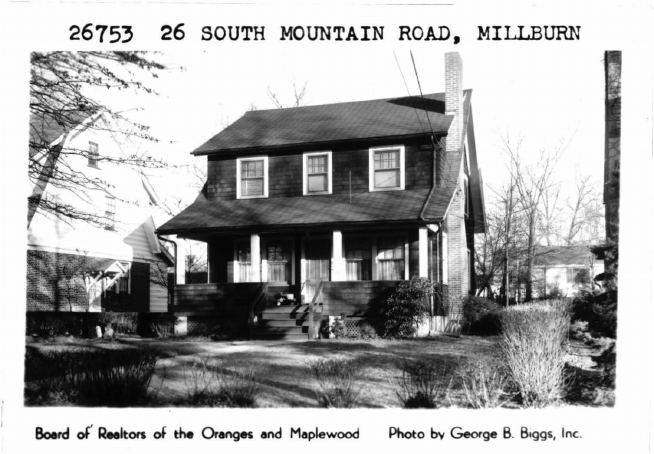 26753 26 SOUTH MOUNTAIN ROAD, MILLBURN
Board of Realtors of the Oranges and Maplewood Photo by George B. Biggs, Inc.